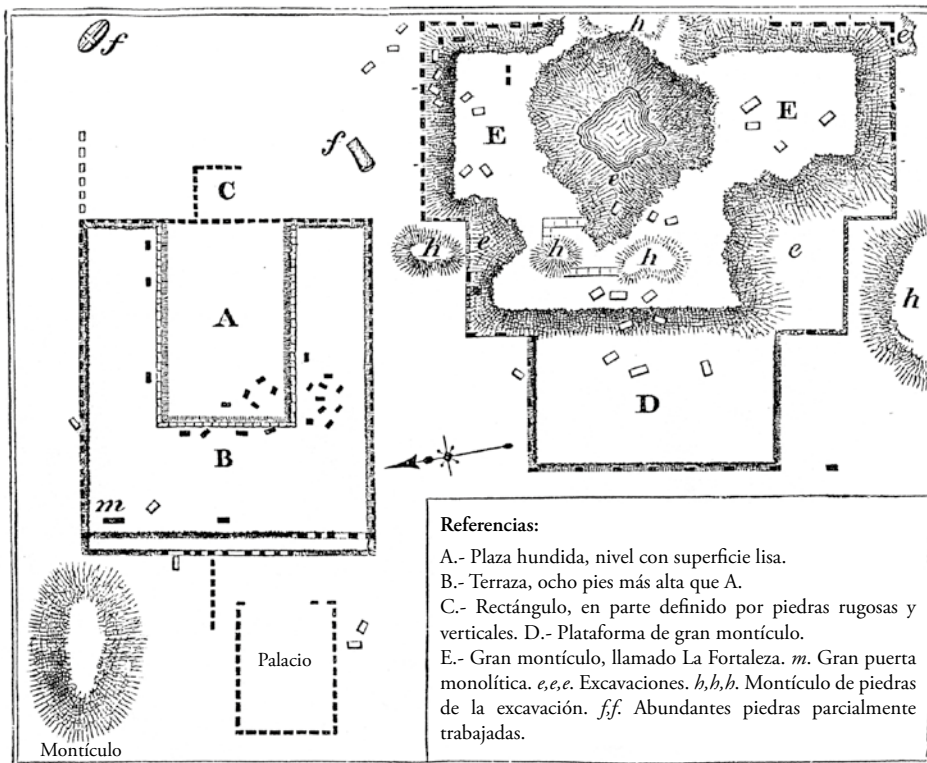 f
h
e
E
E
f
C
e
h
e
h
h
e
h
A
D
B
m
Referencias:
A.- Plaza hundida, nivel con superficie lisa.
B.- Terraza, ocho pies más alta que A.
C.- Rectángulo, en parte definido por piedras rugosas y
verticales. D.- Plataforma de gran montículo.
E.- Gran montículo, llamado La Fortaleza. m. Gran puerta
monolítica. e,e,e. Excavaciones. h,h,h. Montículo de piedras
de la excavación. f.f. Abundantes piedras parcialmente
trabajadas.
Palacio
Montículo